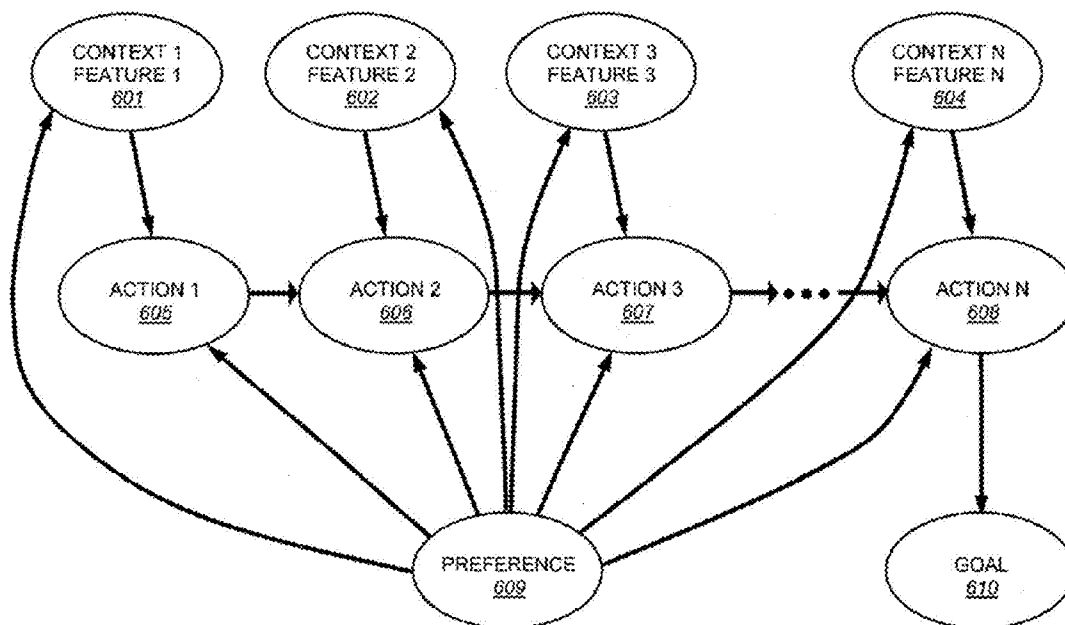 CONTEXT 1
FEATURE 1
601
CONTEXT 2
FEATURE 2
602
CONTEXT 3
FEATURE 3
603
CONTEXT N
FEATURE N
604
ACTION 1
605
ACTION 2
606
ACTION 3
607
ACTION N
608
PREFERENCE
609
GOAL
610